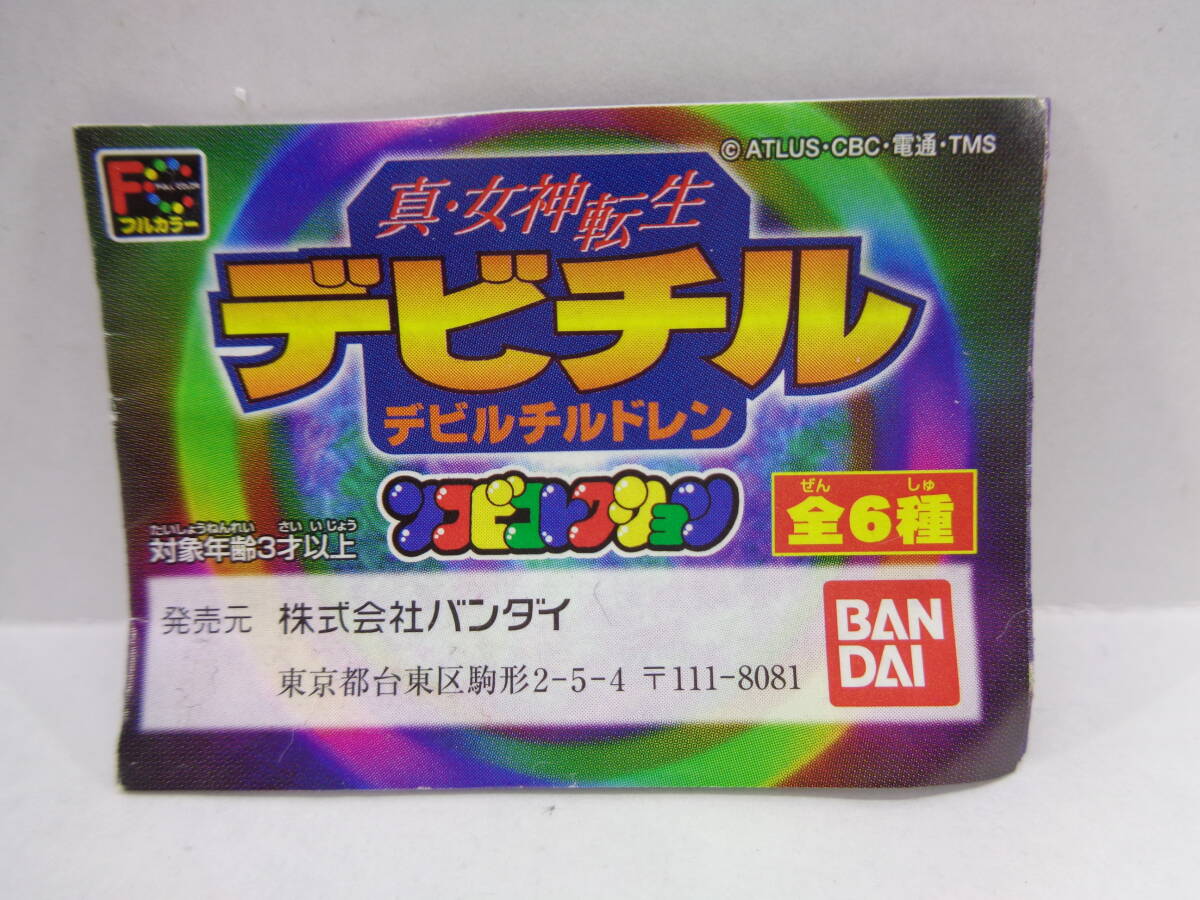 ©ATLUS・CBC・電通・TMS
F FULL COLOR
フルカラー
真・女神転生
デビチル
デビルチルドレン
ソフビコレクション
ぜん しゅ
全6種
たいしょうねんれい さい いじょう
対象年齢3才以上
発売元 株式会社バンダイ
東京都台東区駒形2-5-4 〒111-8081
BAN
DAI